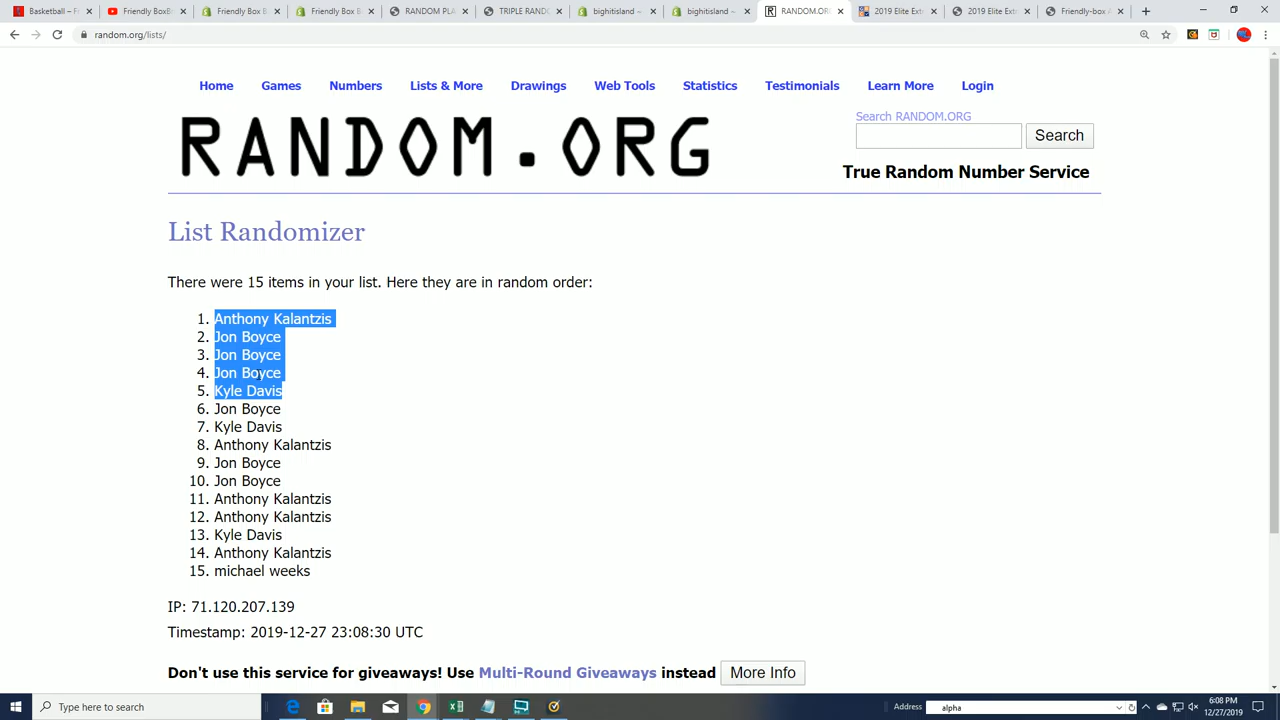 Basketball – F
Friendly BoxB
Friendly Box B
Friendly Box B
RANDOM PLA
TRIPLE RAND
bighitisland –
bighitisland –
RANDOM.OR
2019 Elite Ext
2019 Elite Ext
Friendly-box A
random.org/lists/
Home Games Numbers Lists & More Drawings Web Tools Statistics Testimonials Learn More Login
RANDOM.ORG
Search RANDOM.ORG
Search
True Random Number Service
List Randomizer
There were 15 items in your list. Here they are in random order:
1. Anthony Kalantzis
2. Jon Boyce
3. Jon Boyce
4. Jon Boyce
5. Kyle Davis
6. Jon Boyce
7. Kyle Davis
8. Anthony Kalantzis
9. Jon Boyce
10. Jon Boyce
11. Anthony Kalantzis
12. Anthony Kalantzis
13. Kyle Davis
14. Anthony Kalantzis
15. michael weeks
IP: 71.120.207.139
Timestamp: 2019-12-27 23:08:30 UTC
Don't use this service for giveaways! Use Multi-Round Giveaways instead More Info
Type here to search
Address alpha
6:08 PM
12/27/2019